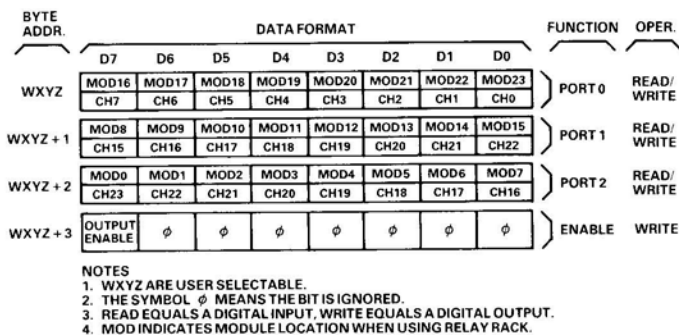 BYTE ADDR. DATA FORMAT FUNCTION OPER.
D7 D6 D5 D4 D3 D2 D1 D0
WXYZ MOD16 MOD17 MOD18 MOD19 MOD20 MOD21 MOD22 MOD23 PORT 0 READ/WRITE
CH7 CH6 CH5 CH4 CH3 CH2 CH1 CH0
WXYZ + 1 MOD8 MOD9 MOD10 MOD11 MOD12 MOD13 MOD14 MOD15 PORT 1 READ/WRITE
CH15 CH16 CH17 CH18 CH19 CH20 CH21 CH22
WXYZ + 2 MOD0 MOD1 MOD2 MOD3 MOD4 MOD5 MOD6 MOD7 PORT 2 READ/WRITE
CH23 CH22 CH21 CH20 CH19 CH18 CH17 CH16
WXYZ + 3 OUTPUT ENABLE ϕ ϕ ϕ ϕ ϕ ϕ ϕ ENABLE WRITE
NOTES
1. WXYZ ARE USER SELECTABLE.
2. THE SYMBOL ϕ MEANS THE BIT IS IGNORED.
3. READ EQUALS A DIGITAL INPUT, WRITE EQUALS A DIGITAL OUTPUT.
4. MOD INDICATES MODULE LOCATION WHEN USING RELAY RACK.